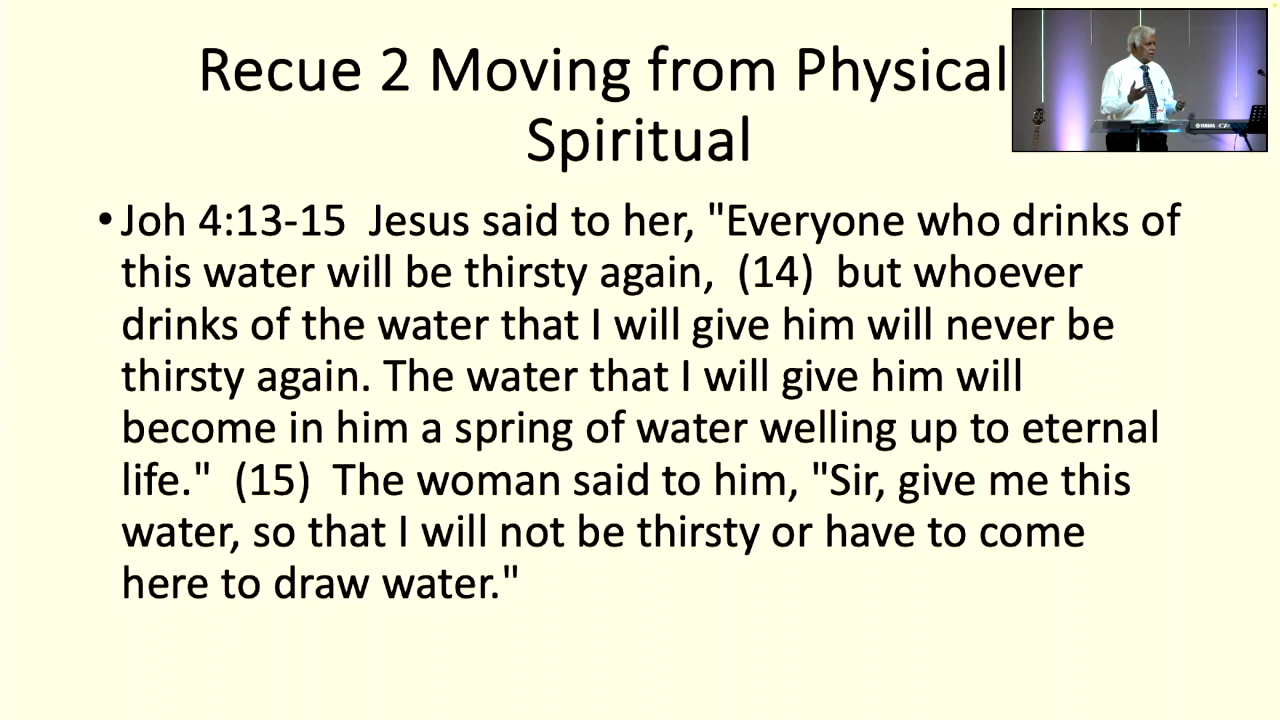 Recue 2 Moving from Physical
Spiritual
• Joh 4:13-15  Jesus said to her, "Everyone who drinks of
this water will be thirsty again,  (14)  but whoever
drinks of the water that I will give him will never be
thirsty again. The water that I will give him will
become in him a spring of water welling up to eternal
life."  (15)  The woman said to him, "Sir, give me this
water, so that I will not be thirsty or have to come
here to draw water."
YAMAHA CP